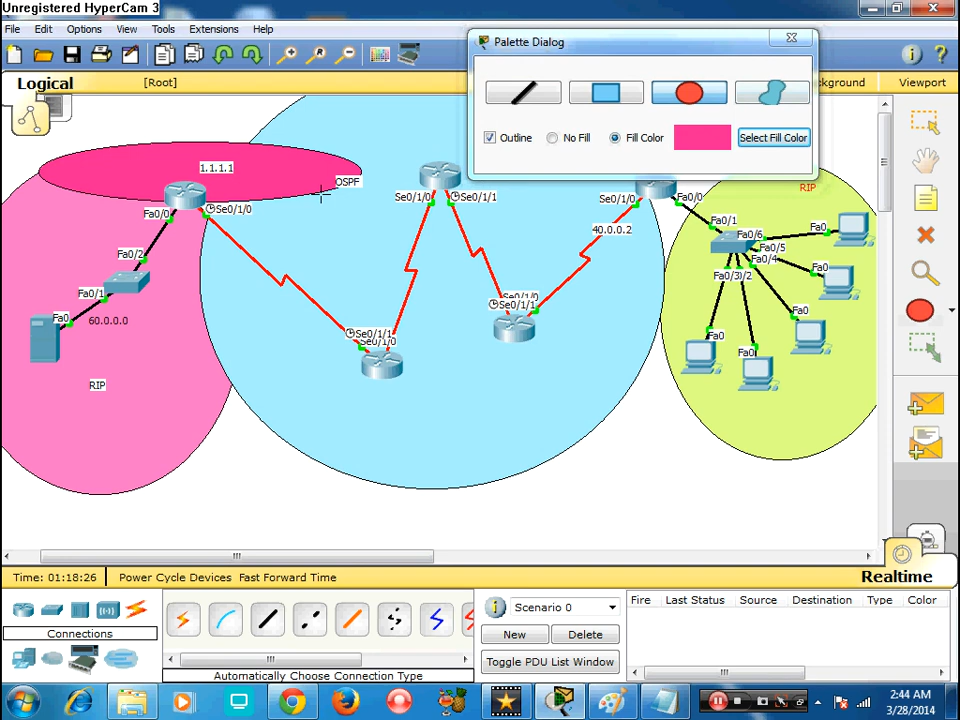 Unregistered HyperCam 3
File Edit Options View Tools Extensions Help
Palette Dialog
Logical
[Root]
ckground
Viewport
Outline No Fill Fill Color Select Fill Color
1.1.1.1
OSPF
RIP
Se0/1/0 Se0/1/1
Se0/1/0
Fa0/0
Fa0/0
Se0/1/0
40.0.0.2
Fa0/1
Fa0
Fa0/6
Fa0/5
Fa0/4
Fa0/2
Fa0
Fa0/3)/2
Fa0/1
Se0/1/0
Se0/1/1
Fa0
Fa0
60.0.0.0
Se0/1/1
Se0/1/0
Fa0
Fa0
RIP
Time: 01:18:26 Power Cycle Devices Fast Forward Time
Realtime
Connections
Automatically Choose Connection Type
Scenario 0
New Delete
Toggle PDU List Window
Fire Last Status Source Destination Type Color
2:44 AM
3/28/2014